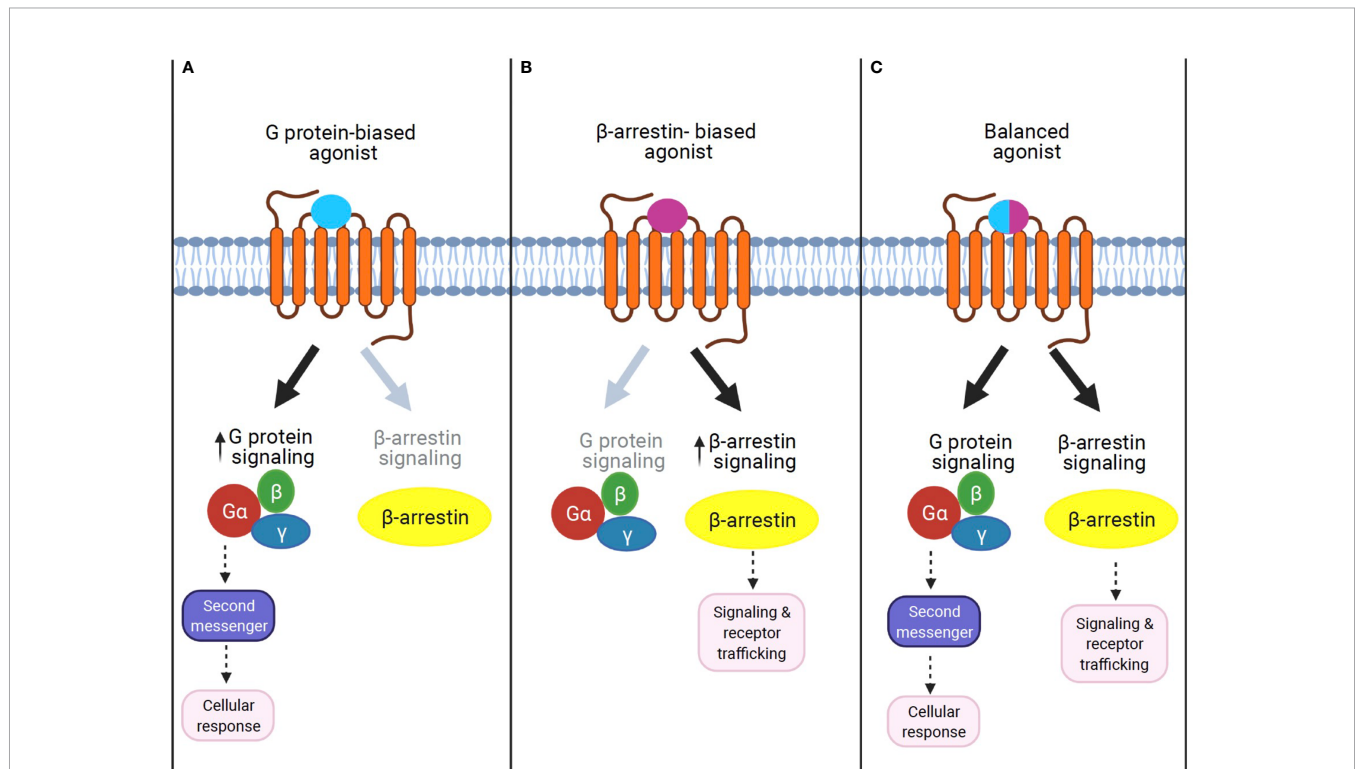 A
G protein-biased
agonist
G protein
signaling
β-arrestin
signaling
Gα
β
γ
β-arrestin
Second
messenger
Cellular
response
B
β-arrestin- biased
agonist
G protein
signaling
β-arrestin
signaling
Gα
β
γ
β-arrestin
Signaling &
receptor
trafficking
C
Balanced
agonist
G protein
signaling
β-arrestin
signaling
Gα
β
γ
β-arrestin
Second
messenger
Signaling &
receptor
trafficking
Cellular
response